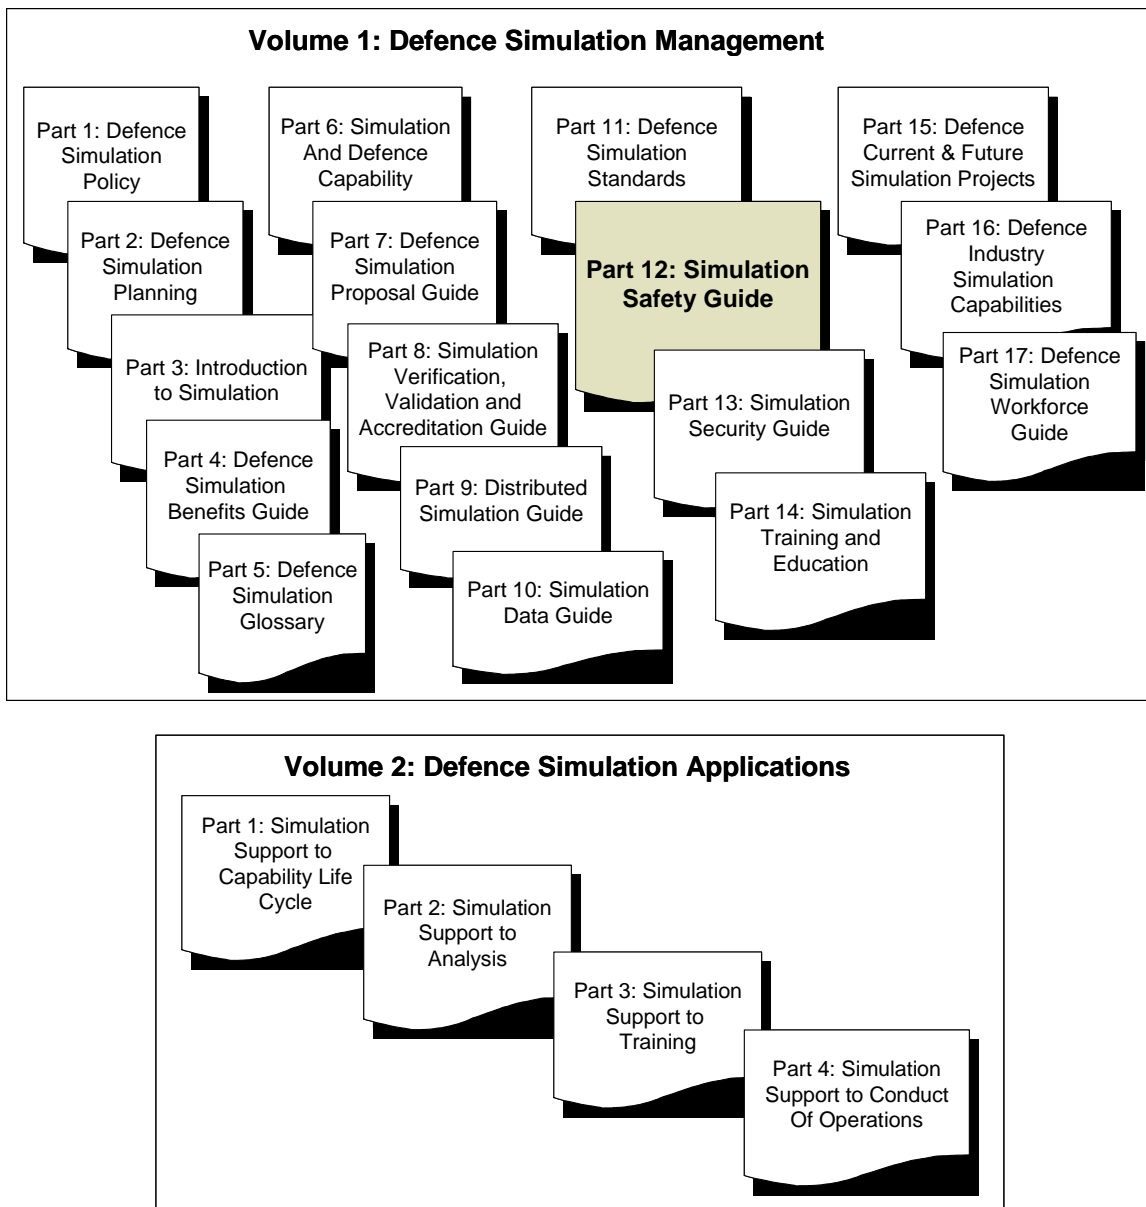 Volume 1: Defence Simulation Management
Part 1: Defence
Simulation
Policy
Part 2: Defence
Simulation
Planning
Part 3: Introduction
to Simulation
Part 4: Defence
Simulation
Benefits Guide
Part 5: Defence
Simulation
Glossary
Part 6: Simulation
And Defence
Capability
Part 7: Defence
Simulation
Proposal Guide
Part 8: Simulation
Verification,
Validation and
Accreditation Guide
Part 9: Distributed
Simulation Guide
Part 10: Simulation
Data Guide
Part 11: Defence
Simulation
Standards
Part 12: Simulation
Safety Guide
Part 13: Simulation
Security Guide
Part 14: Simulation
Training and
Education
Part 15: Defence
Current & Future
Simulation Projects
Part 16: Defence
Industry
Simulation
Capabilities
Part 17: Defence
Simulation
Workforce
Guide
Volume 2: Defence Simulation Applications
Part 1: Simulation
Support to
Capability Life
Cycle
Part 2: Simulation
Support to
Analysis
Part 3: Simulation
Support to
Training
Part 4: Simulation
Support to Conduct
Of Operations